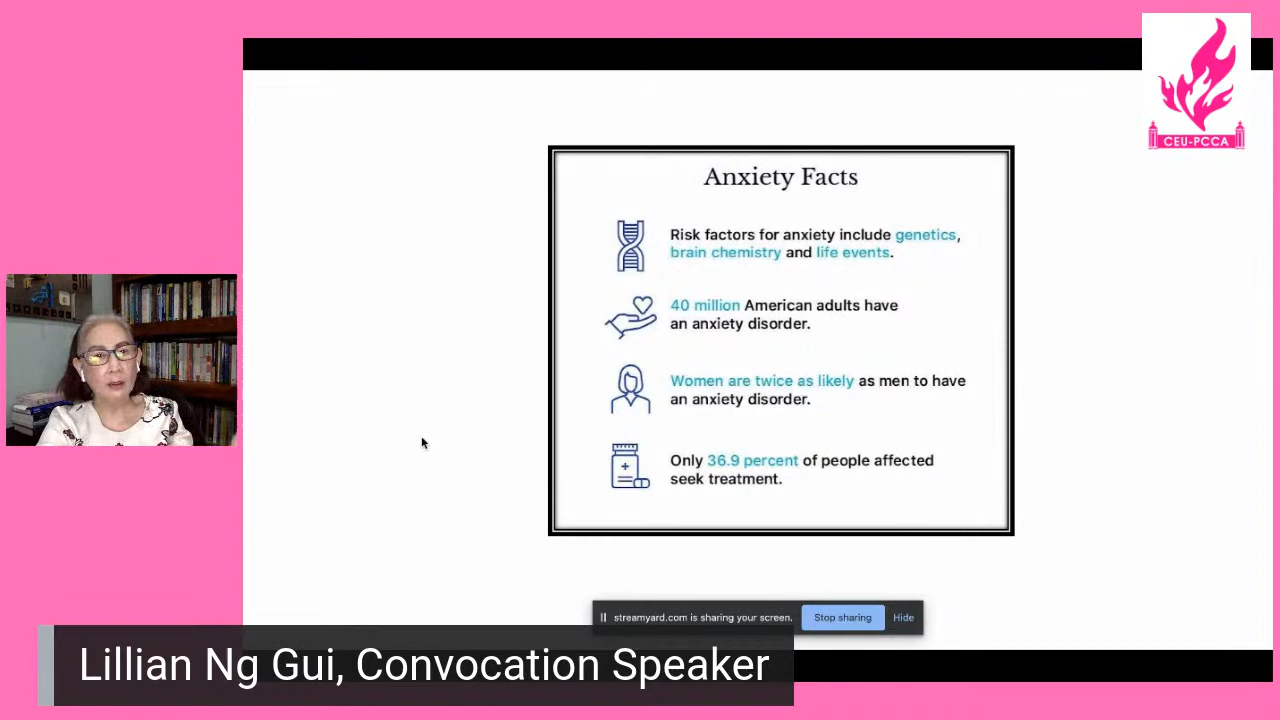 CEU-PCCA
Anxiety Facts
Risk factors for anxiety include genetics,
brain chemistry and life events.
40 million American adults have
an anxiety disorder.
Women are twice as likely as men to have
an anxiety disorder.
Only 36.9 percent of people affected
seek treatment.
streamyard.com is sharing your screen. Stop sharing Hide
Lillian Ng Gui, Convocation Speaker